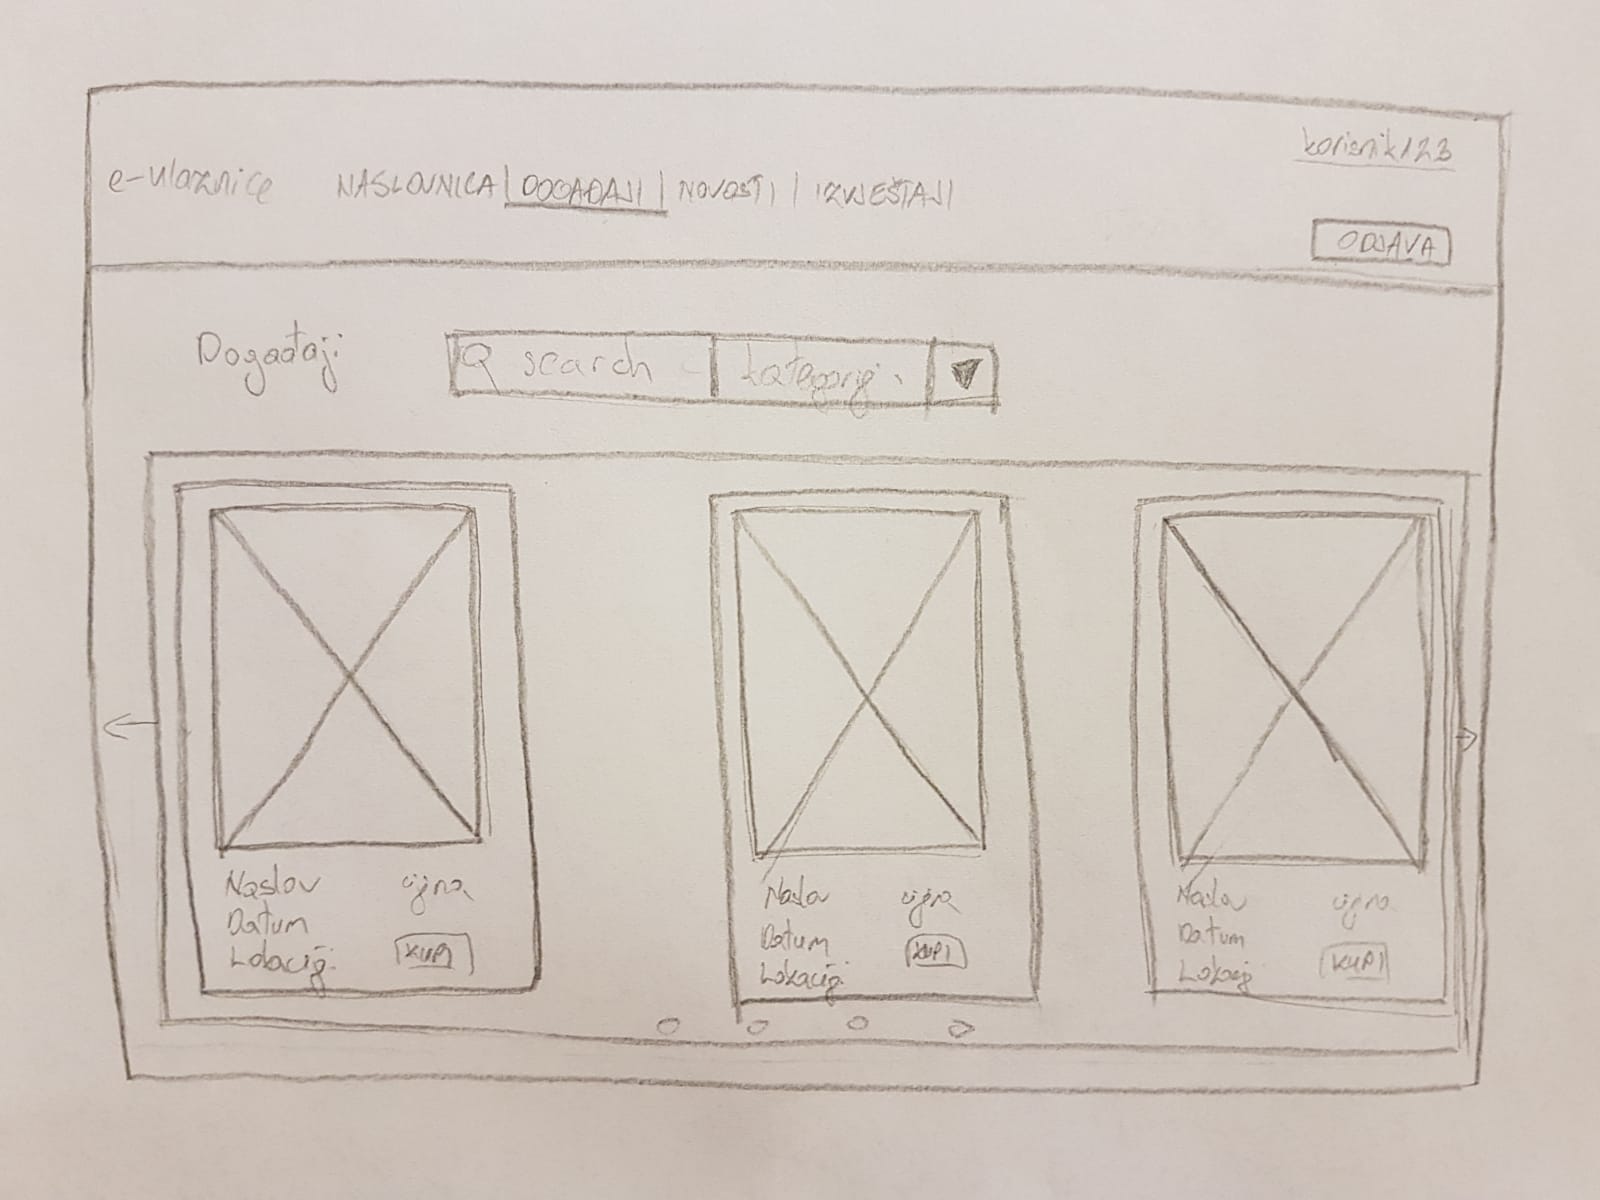 korisnik123
e-ulaznice NASLOVNICA | DOGAĐAJI | NOVOSTI | IZVJEŠTAJI
ODJAVA
Događaji search kategorija
Naslov cijena
Datum
Lokacija KUPI
Naslov cijena
Datum
Lokacija KUPI
Naslov cijena
Datum
Lokacija KUPI